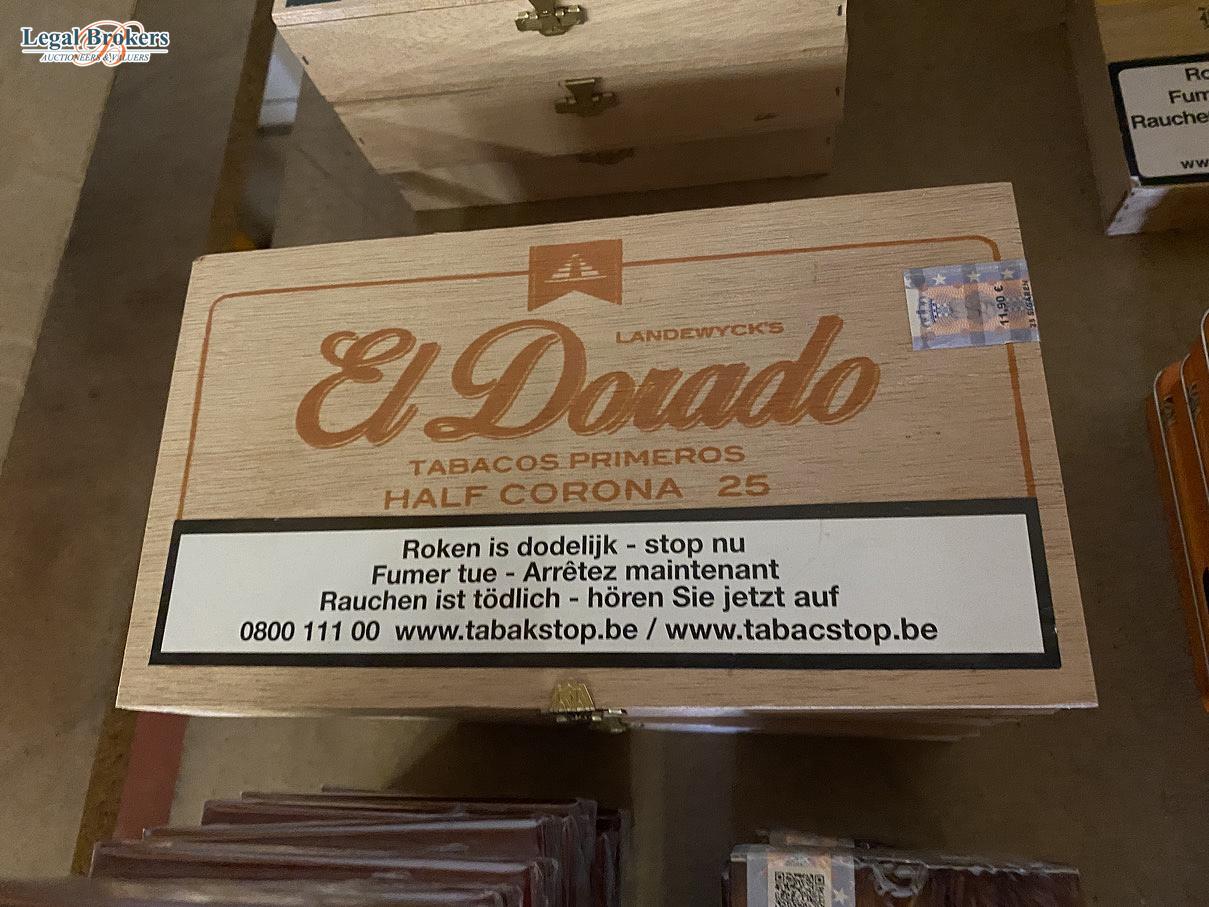 Legal Brokers
AUCTIONEERS & VALUERS
LANDEWYCK'S
El Dorado
TABACOS PRIMEROS
HALF CORONA 25
11,90 €
Roken is dodelijk - stop nu
Fumer tue - Arrêtez maintenant
Rauchen ist tödlich - hören Sie jetzt auf
0800 111 00 www.tabakstop.be / www.tabacstop.be
Ro
Fum
Rauche
ww